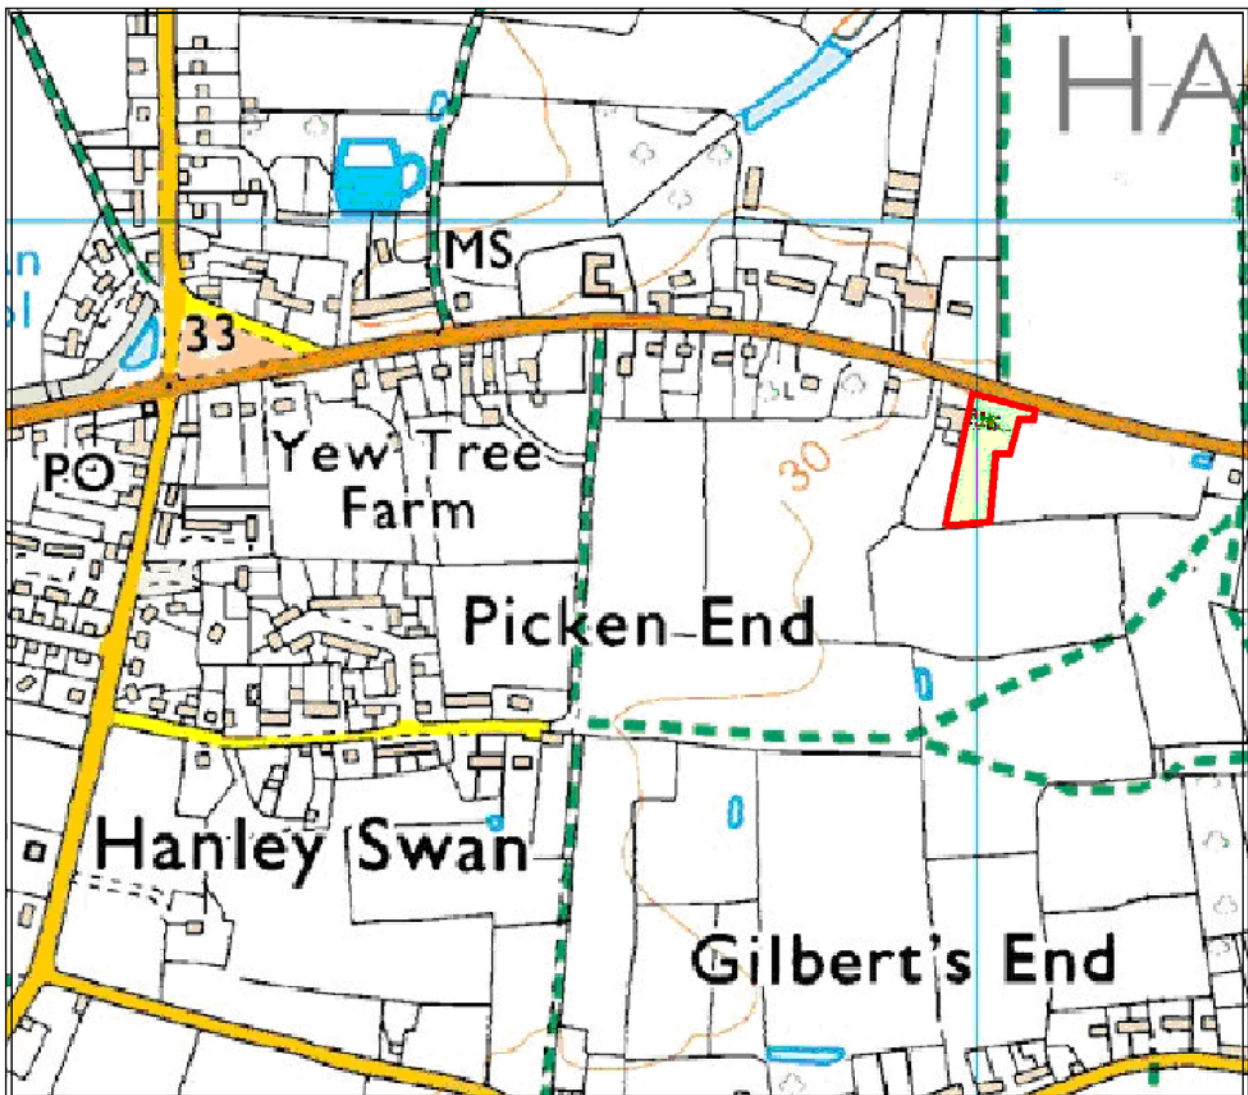 HA
MS
33
Yew Tree
Farm
PO
30
Picken End
Hanley Swan
Gilbert's End